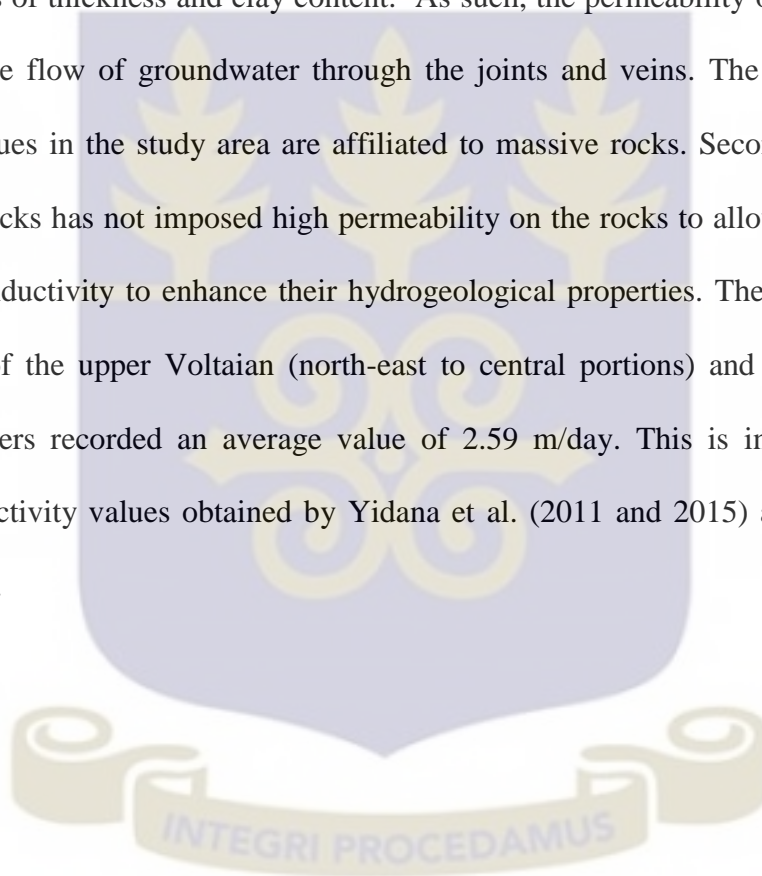 s of thickness and clay content. As such, the permeability o
e flow of groundwater through the joints and veins. The
ues in the study area are affiliated to massive rocks. Seco
ocks has not imposed high permeability on the rocks to allo
ductivity to enhance their hydrogeological properties. The
f the upper Voltaian (north-east to central portions) and
ers recorded an average value of 2.59 m/day. This is in
ctivity values obtained by Yidana et al. (2011 and 2015) a
INTEGRI PROCEDAMUS